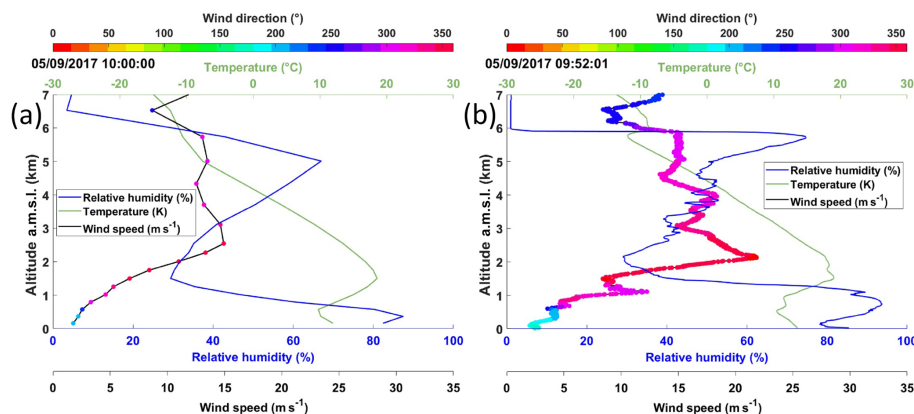 Wind direction (°)
0 50 100 150 200 250 300 350
05/09/2017 10:00:00
Temperature (°C)
-30 -20 -10 0 10 20 30
(a)
7
6
5
4
3
2
1
0
Altitude a.m.s.l. (km)
Relative humidity (%)
Temperature (K)
Wind speed (m s-1)
0 20 40 60 80 100
Relative humidity (%)
0 5 10 15 20 25 30 35
Wind speed (m s-1)
Wind direction (°)
0 50 100 150 200 250 300 350
05/09/2017 09:52:01
Temperature (°C)
-30 -20 -10 0 10 20 30
(b)
7
6
5
4
3
2
1
0
Altitude a.m.s.l. (km)
Relative humidity (%)
Temperature (K)
Wind speed (m s-1)
0 20 40 60 80 100
Relative humidity (%)
0 5 10 15 20 25 30 35
Wind speed (m s-1)